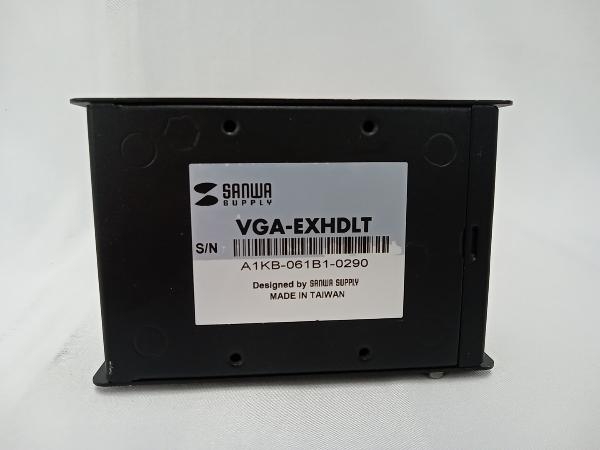 SANWA
SUPPLY
VGA-EXHDLT
S/N
A1KB-061B1-0290
Designed by SANWA SUPPLY
MADE IN TAIWAN